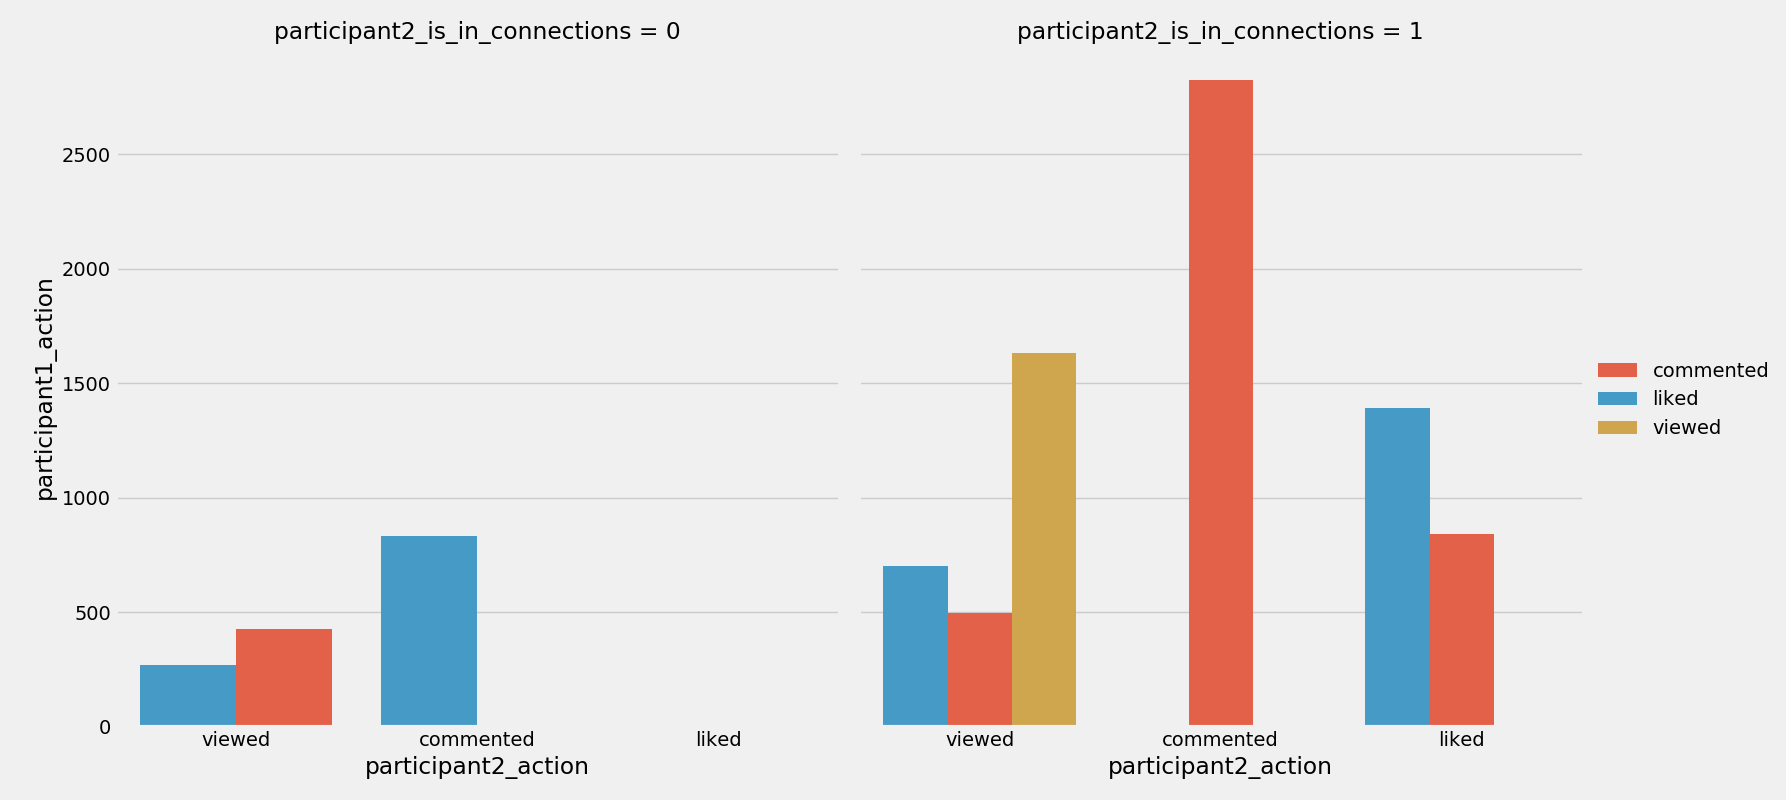 participant2_is_in_connections = 0
participant2_is_in_connections = 1
participant1_action
2500
2000
1500
1000
500
0
viewed commented liked
participant2_action
viewed commented liked
participant2_action
commented
liked
viewed